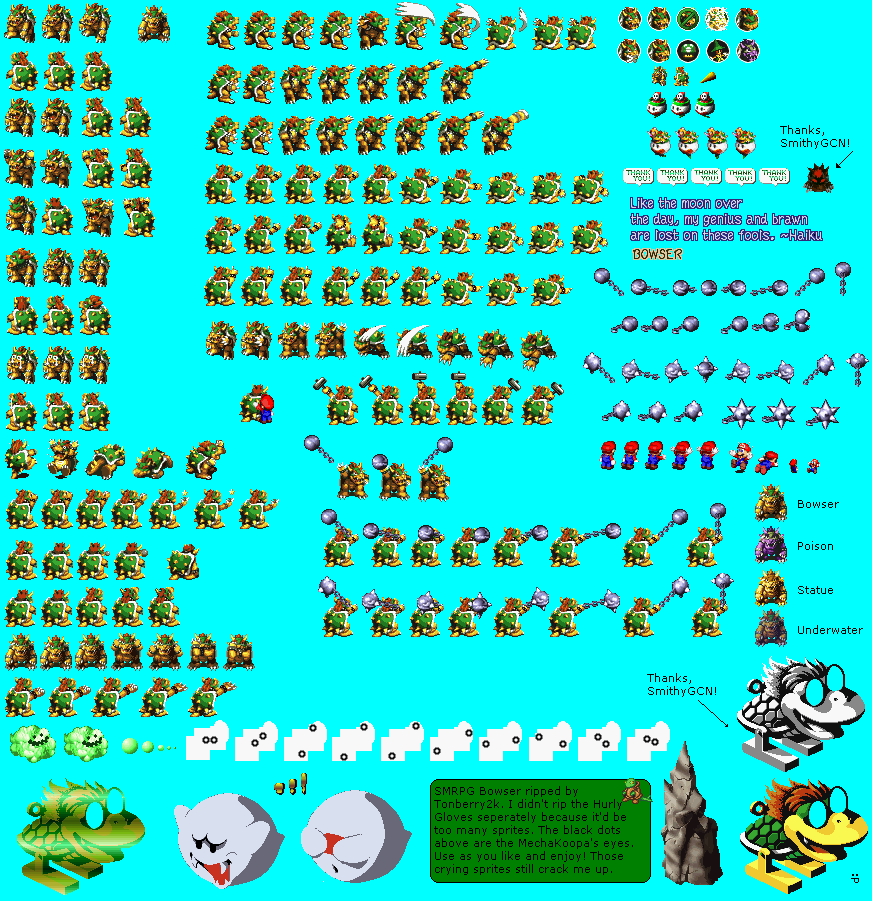 Thanks,
SmithyGCN!
THANK YOU!
THANK YOU!
THANK YOU!
THANK YOU!
THANK YOU!
Like the moon over
the day, my genius and brawn
are lost on these fools. ~Haiku
BOWSER
Bowser
Poison
Statue
Underwater
Thanks,
SmithyGCN!
SMRPG Bowser ripped by
Tonberry2k. I didn't rip the Hurly
Gloves seperately because it'd be
too many sprites. The black dots
above are the MechaKoopa's eyes.
Use as you like and enjoy! Those
crying sprites still crack me up.